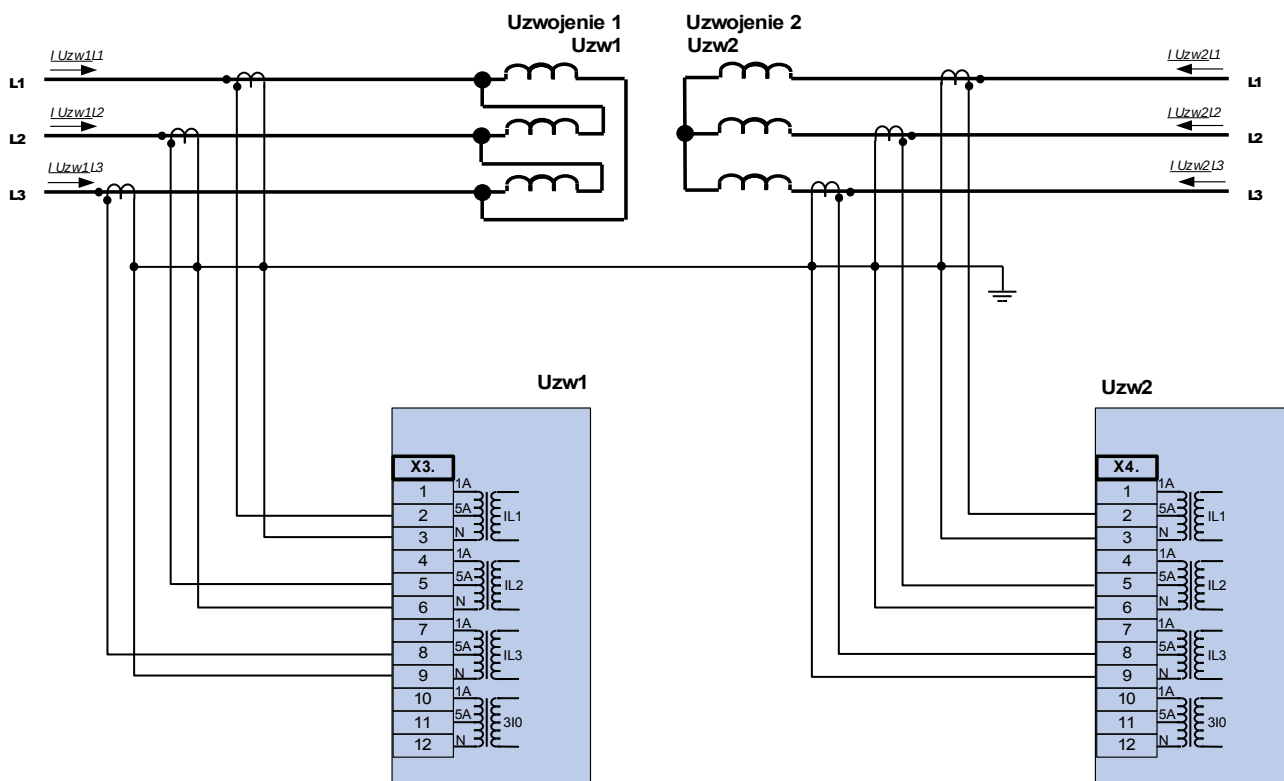 Uzwojenie 1
Uzw1
Uzwojenie 2
Uzw2
I Uzw1L1
L1
I Uzw1L2
L2
I Uzw1L3
L3
I Uzw2L1
L1
I Uzw2L2
L2
I Uzw2L3
L3
Uzw1
X3.
1 1A
2 5A IL1
3 N
4 1A
5 5A IL2
6 N
7 1A
8 5A IL3
9 N
10 1A
11 5A 3I0
12 N
Uzw2
X4.
1 1A
2 5A IL1
3 N
4 1A
5 5A IL2
6 N
7 1A
8 5A IL3
9 N
10 1A
11 5A 3I0
12 N